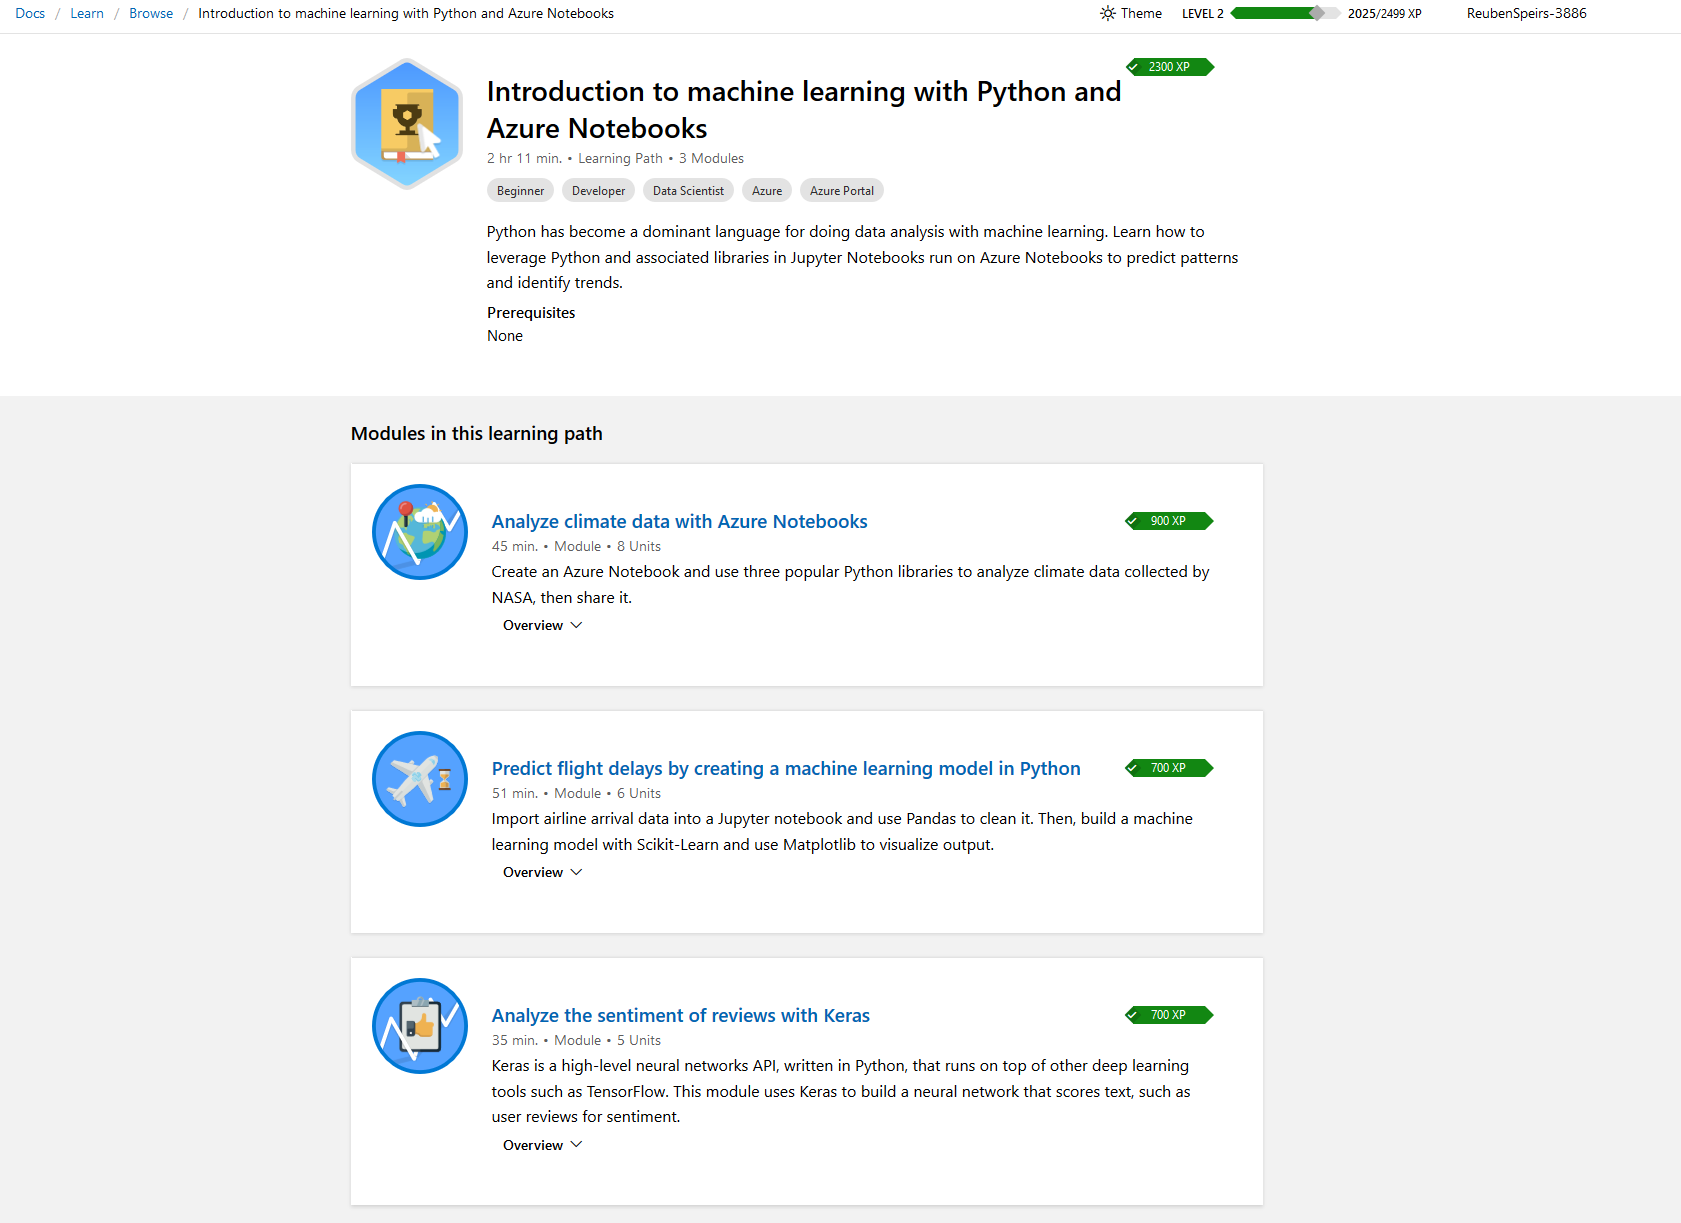 Docs / Learn / Browse / Introduction to machine learning with Python and Azure Notebooks
Theme LEVEL 2 2025/2499 XP ReubenSpeirs-3886
2300 XP
Introduction to machine learning with Python and
Azure Notebooks
2 hr 11 min. • Learning Path • 3 Modules
Beginner Developer Data Scientist Azure Azure Portal
Python has become a dominant language for doing data analysis with machine learning. Learn how to
leverage Python and associated libraries in Jupyter Notebooks run on Azure Notebooks to predict patterns
and identify trends.
Prerequisites
None
Modules in this learning path
Analyze climate data with Azure Notebooks 900 XP
45 min. • Module • 8 Units
Create an Azure Notebook and use three popular Python libraries to analyze climate data collected by
NASA, then share it.
Overview
Predict flight delays by creating a machine learning model in Python 700 XP
51 min. • Module • 6 Units
Import airline arrival data into a Jupyter notebook and use Pandas to clean it. Then, build a machine
learning model with Scikit-Learn and use Matplotlib to visualize output.
Overview
Analyze the sentiment of reviews with Keras 700 XP
35 min. • Module • 5 Units
Keras is a high-level neural networks API, written in Python, that runs on top of other deep learning
tools such as TensorFlow. This module uses Keras to build a neural network that scores text, such as
user reviews for sentiment.
Overview